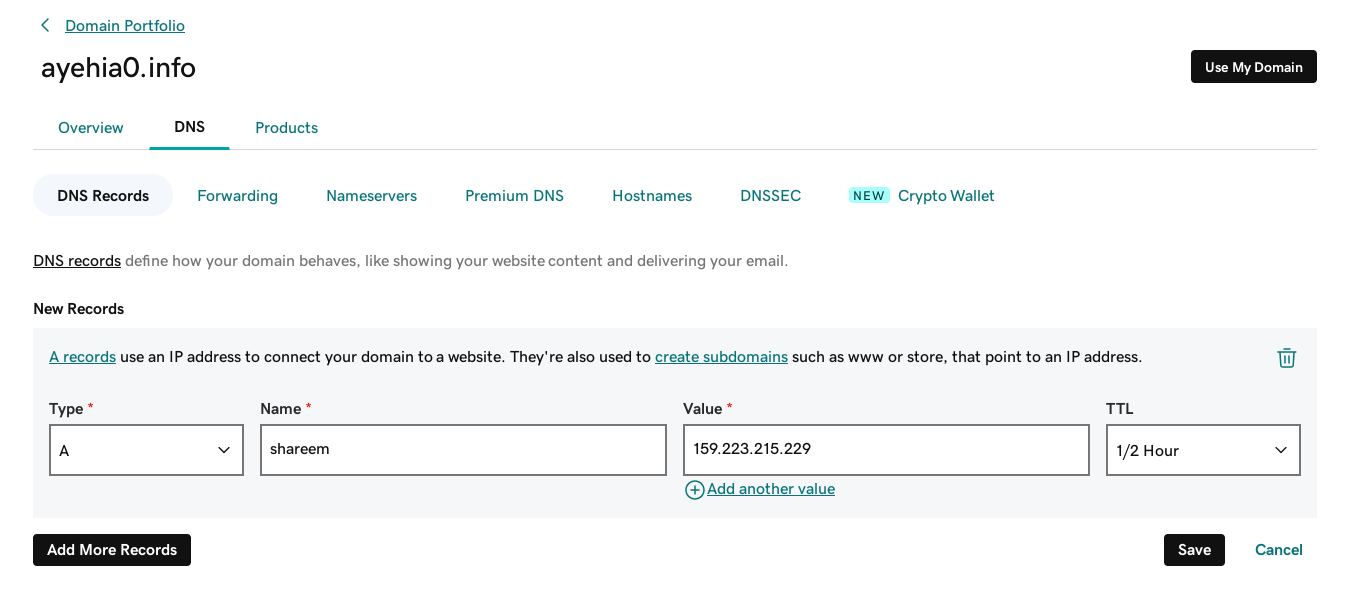 Domain Portfolio
ayehia0.info
Use My Domain
Overview DNS Products
DNS Records Forwarding Nameservers Premium DNS Hostnames DNSSEC NEW Crypto Wallet
DNS records define how your domain behaves, like showing your website content and delivering your email.
New Records
A records use an IP address to connect your domain to a website. They're also used to create subdomains such as www or store, that point to an IP address.
Type * Name * Value * TTL
A shareem 159.223.215.229 1/2 Hour
Add another value
Add More Records Save Cancel